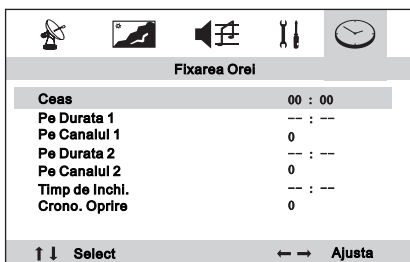 Fixarea Orei
Ceas 00 : 00
Pe Durata 1 -- : --
Pe Canalul 1 0
Pe Durata 2 -- : --
Pe Canalul 2 0
Timp de Inchi. -- : --
Crono. Oprire 0
↑↓ Select ←→ Ajusta